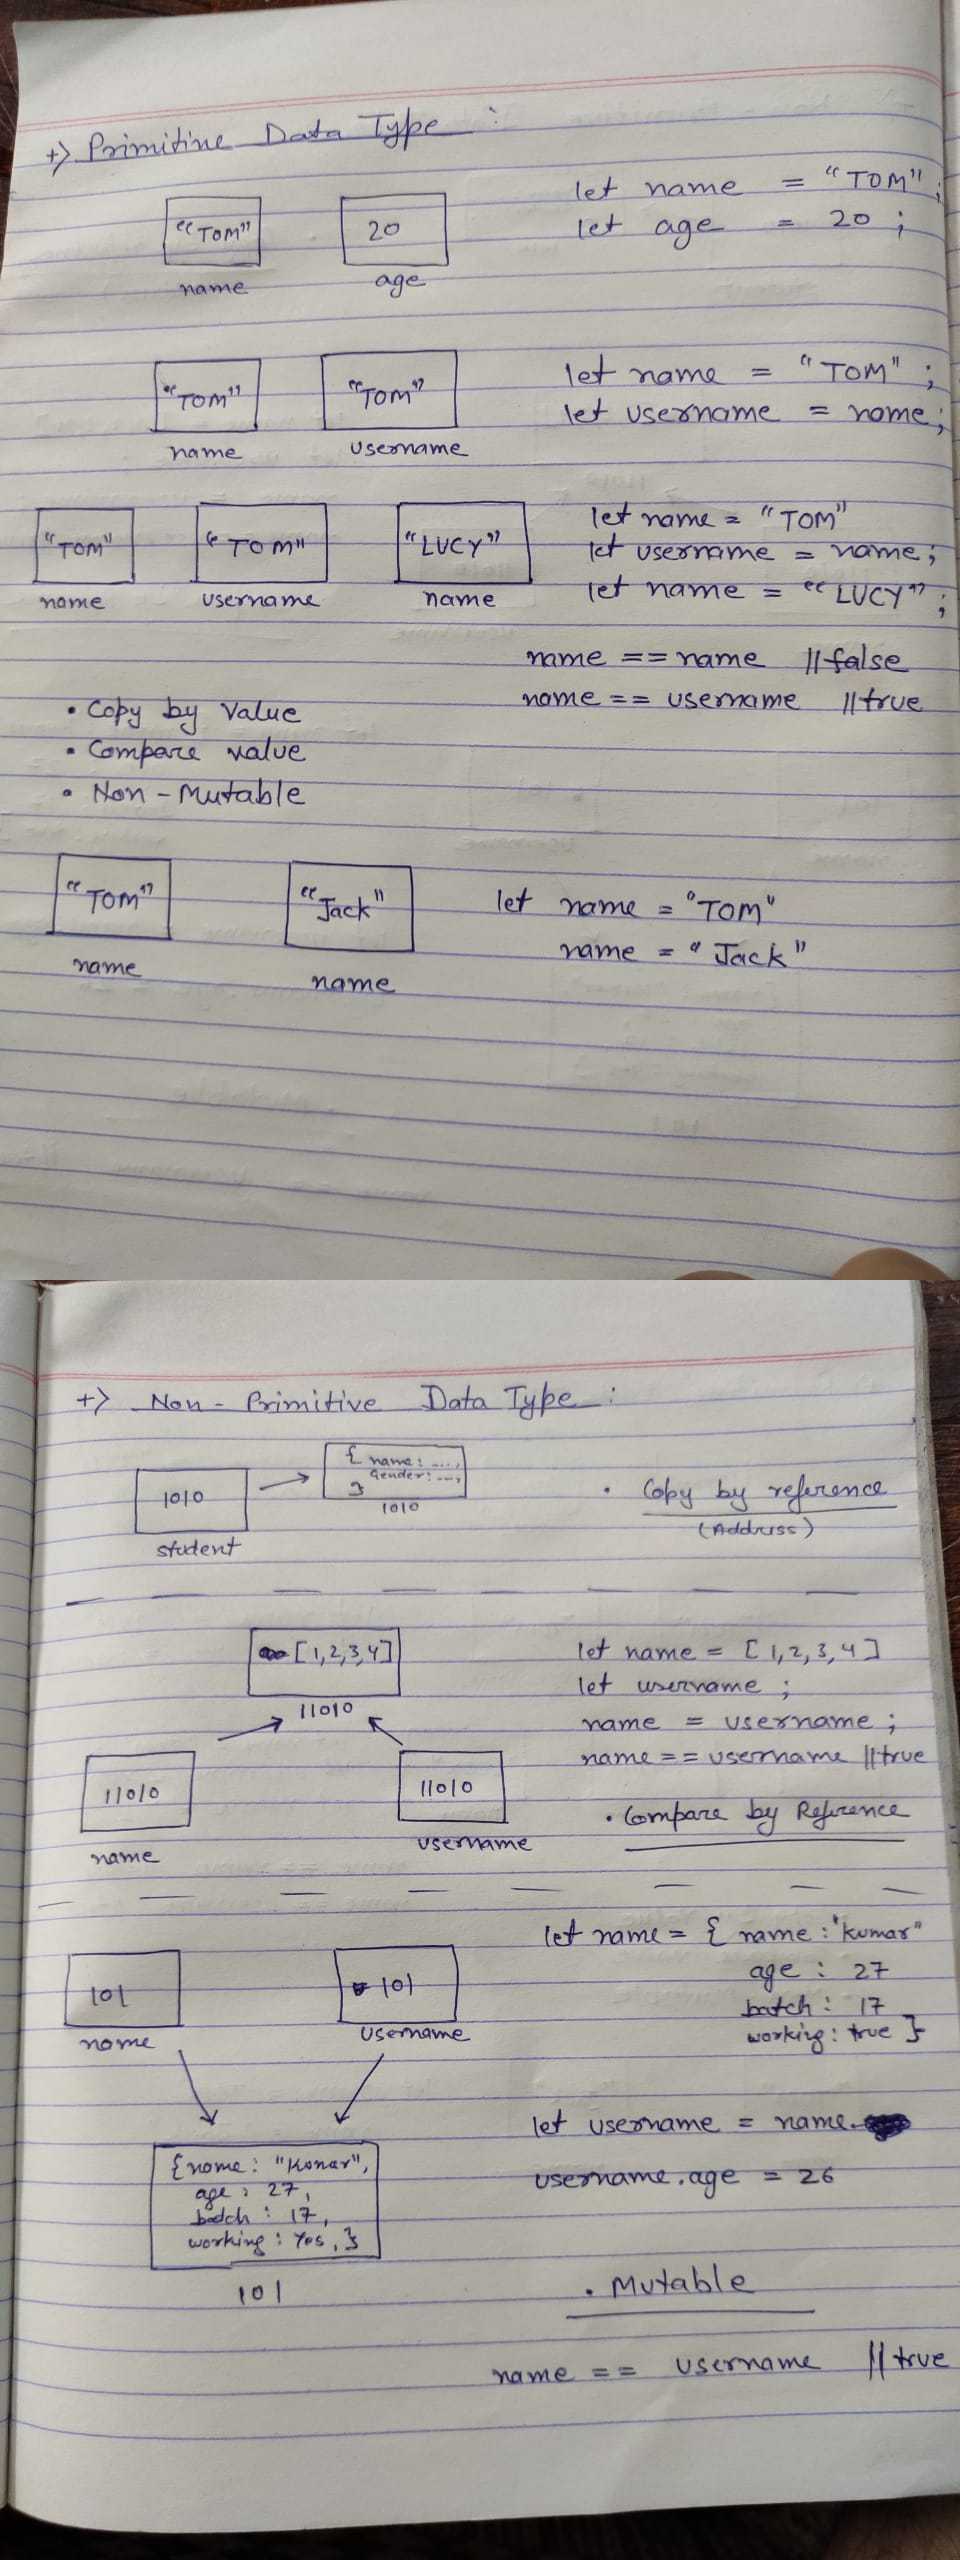 +> Primitive Data Type :
"TOM" 20 let name = "TOM" ;
name age let age = 20 ;
"TOM" "TOM" let name = "TOM" ;
name username let username = name;
"TOM" "TOM" "LUCY" let name = "TOM"
let username = name;
name username name let name = "LUCY" ;
name == name ||false
name == username ||true
• Copy by Value
• Compare value
• Non-Mutable
"TOM" "Jack" let name = "TOM"
name name name = "Jack"
+> Non-Primitive Data Type :
{ name: ....,
Gender: ...,
}
1010 1010
student
• Copy by reference
(Address)
[1,2,3,4] let name = [1,2,3,4]
11010 let username ;
name = username ;
11010 11010 name == username ||true
name username • Compare by Reference
let name = { name : "Kumar"
101 101 age : 27
name username batch : 17
working : true }
let username = name
{name : "Kumar",
age : 27,
batch : 17,
working : Yes, }
101
username.age = 26
• Mutable
name == username || true